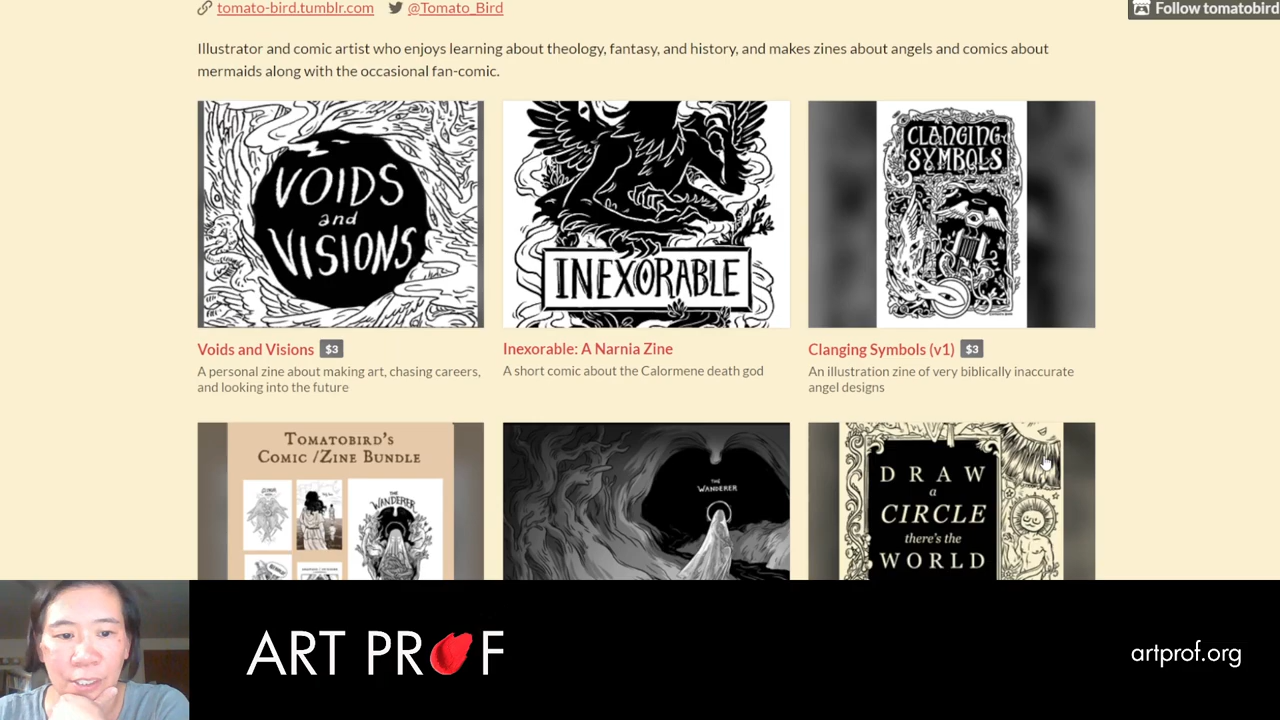 tomato-bird.tumblr.com @Tomato_Bird
Follow tomatobird
Illustrator and comic artist who enjoys learning about theology, fantasy, and history, and makes zines about angels and comics about
mermaids along with the occasional fan-comic.
VOIDS
and
VISIONS
INEXORABLE
CLANGING
SYMBOLS
Voids and Visions $3
A personal zine about making art, chasing careers,
and looking into the future
Inexorable: A Narnia Zine
A short comic about the Calormene death god
Clanging Symbols (v1) $3
An illustration zine of very biblically inaccurate
angel designs
TOMATOBIRD'S
COMIC /ZINE BUNDLE
THE
WANDERER
THE
WANDERER
DRAW
a
CIRCLE
there's the
WORLD
ART PROF
artprof.org